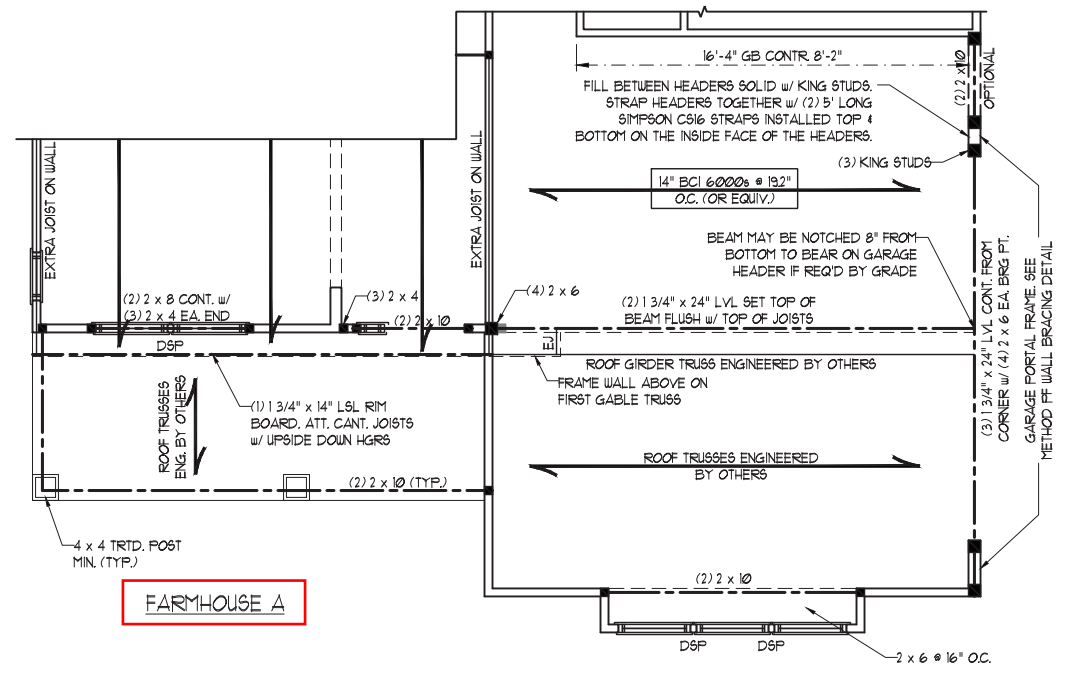 16'-4" GB CONTR. 8'-2"
(2) 2 x 10
OPTIONAL
FILL BETWEEN HEADERS SOLID w/ KING STUDS.
STRAP HEADERS TOGETHER w/ (2) 5' LONG
SIMPSON CS16 STRAPS INSTALLED TOP &
BOTTOM ON THE INSIDE FACE OF THE HEADERS.
(3) KING STUDS
EXTRA JOIST ON WALL
EXTRA JOIST ON WALL
14" BCI 6000s @ 19.2"
O.C. (OR EQUIV.)
BEAM MAY BE NOTCHED 8" FROM
BOTTOM TO BEAR ON GARAGE
HEADER IF REQ'D BY GRADE
(2) 2 x 8 CONT. w/
(3) 2 x 4 EA. END
(3) 2 x 4
(2) 2 x 10
(4) 2 x 6
(2) 1 3/4" x 24" LVL SET TOP OF
BEAM FLUSH w/ TOP OF JOISTS
DSP
EJ
ROOF GIRDER TRUSS ENGINEERED BY OTHERS
FRAME WALL ABOVE ON
FIRST GABLE TRUSS
(3) 1 3/4" x 24" LVL CONT. FROM
CORNER w/ (4) 2 x 6 EA. BRG PT.
GARAGE PORTAL FRAME. SEE
METHOD PF WALL BRACING DETAIL
ROOF TRUSSES
ENG. BY OTHERS
(1) 1 3/4" x 14" LSL RIM
BOARD. ATT. CANT. JOISTS
w/ UPSIDE DOWN HGRS
ROOF TRUSSES ENGINEERED
BY OTHERS
(2) 2 x 10 (TYP.)
4 x 4 TRTD. POST
MIN. (TYP.)
(2) 2 x 10
FARMHOUSE A
DSP
DSP
2 x 6 @ 16" O.C.